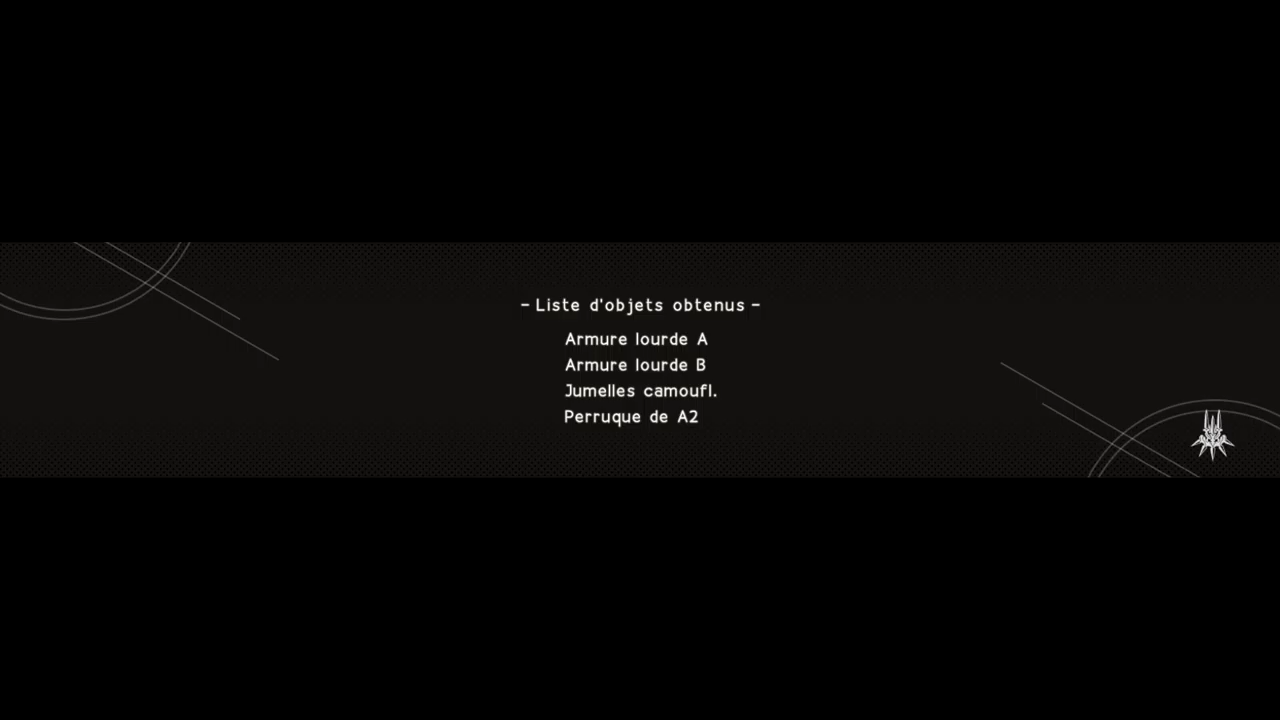 - Liste d'objets obtenus -
Armure lourde A
Armure lourde B
Jumelles camoufl.
Perruque de A2